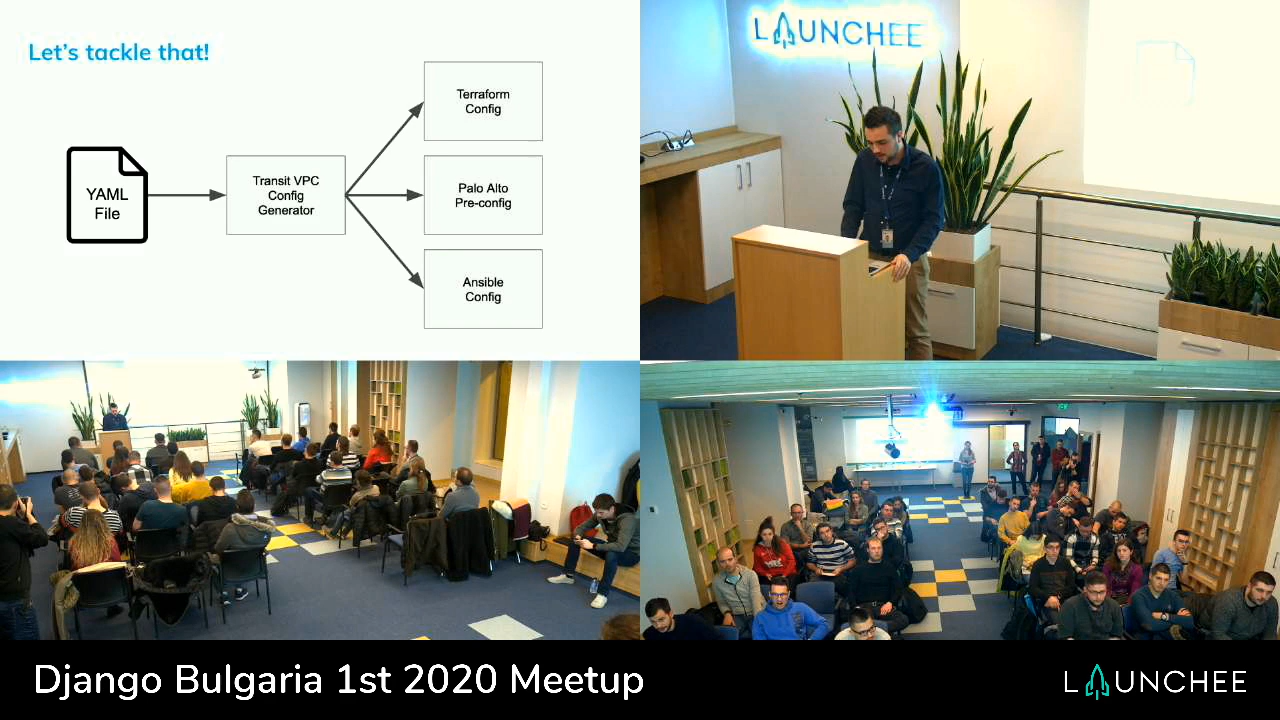 Let's tackle that!
YAML
File
Transit VPC
Config
Generator
Terraform
Config
Palo Alto
Pre-config
Ansible
Config
LAUNCHEE
Django Bulgaria 1st 2020 Meetup
LAUNCHEE